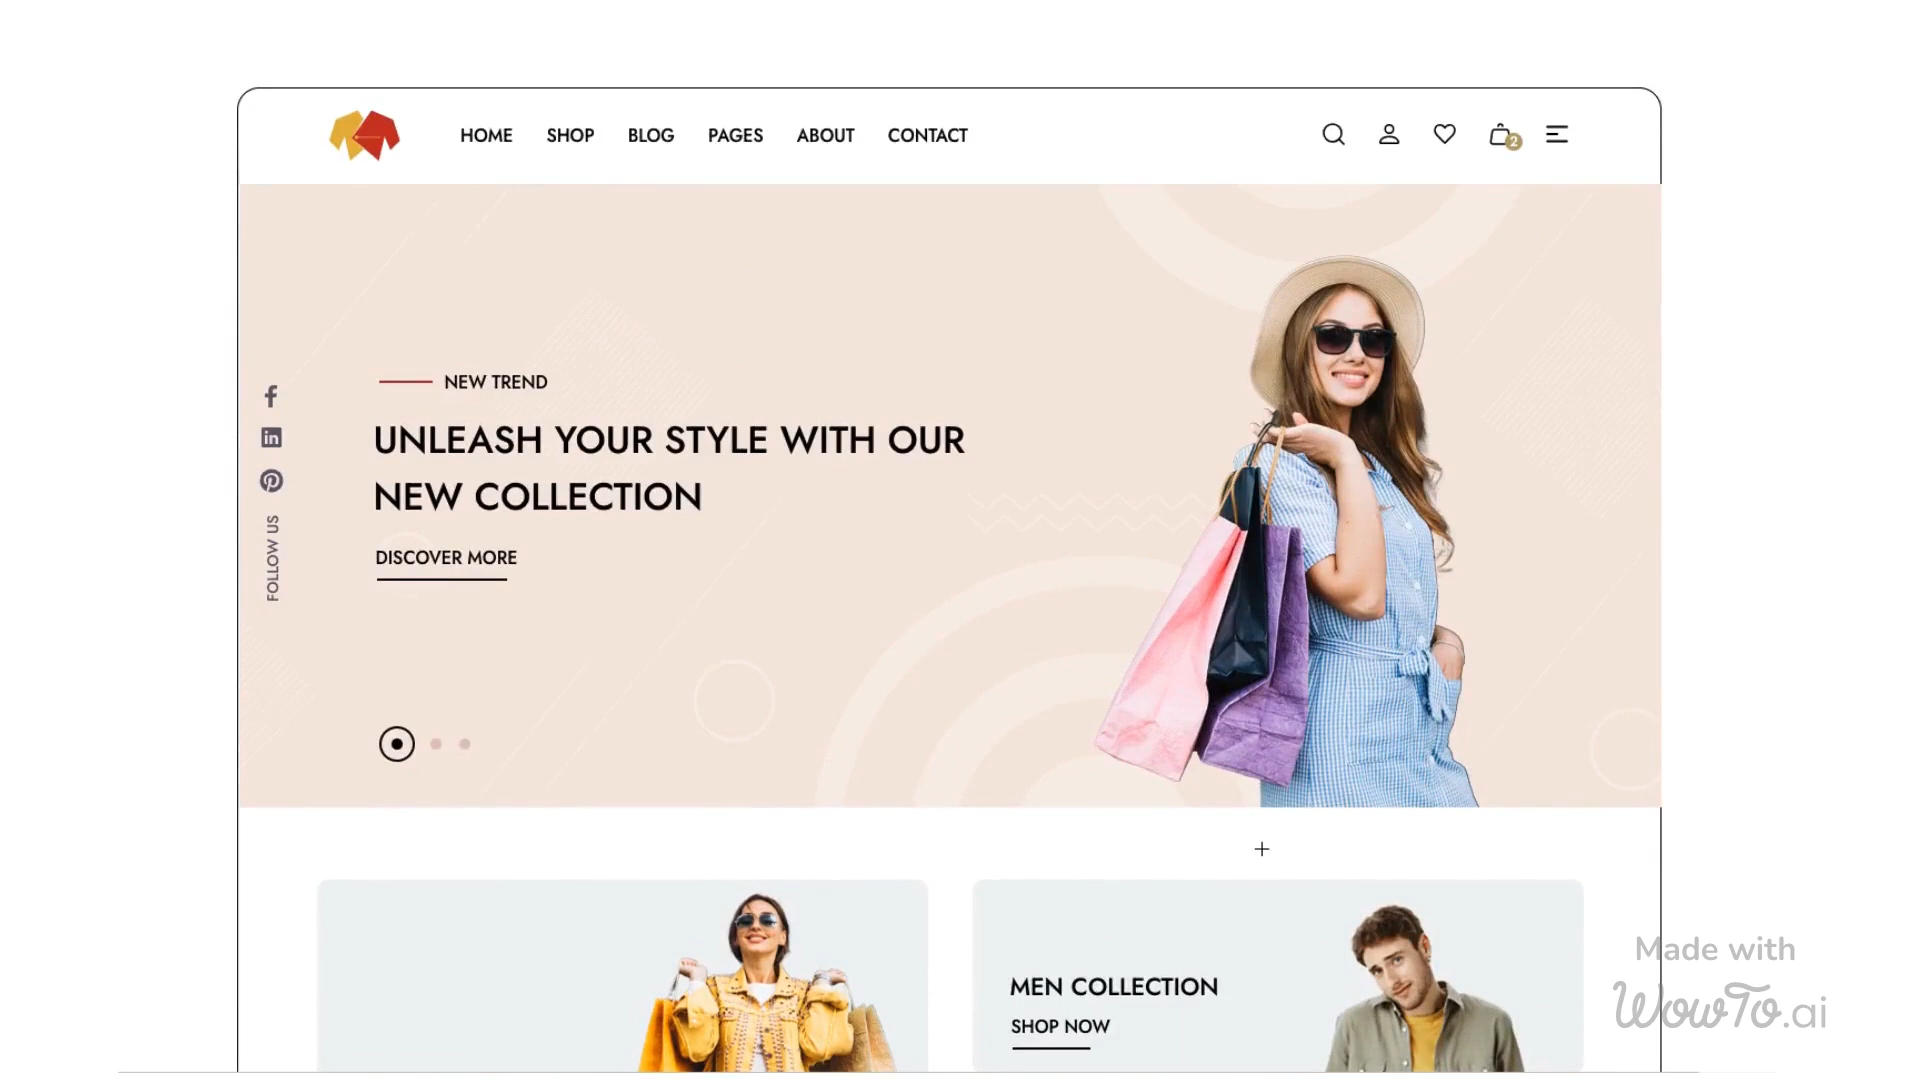 HOME SHOP BLOG PAGES ABOUT CONTACT
2
NEW TREND
UNLEASH YOUR STYLE WITH OUR
NEW COLLECTION
DISCOVER MORE
FOLLOW US
MEN COLLECTION
SHOP NOW
Made with
WowTo.ai